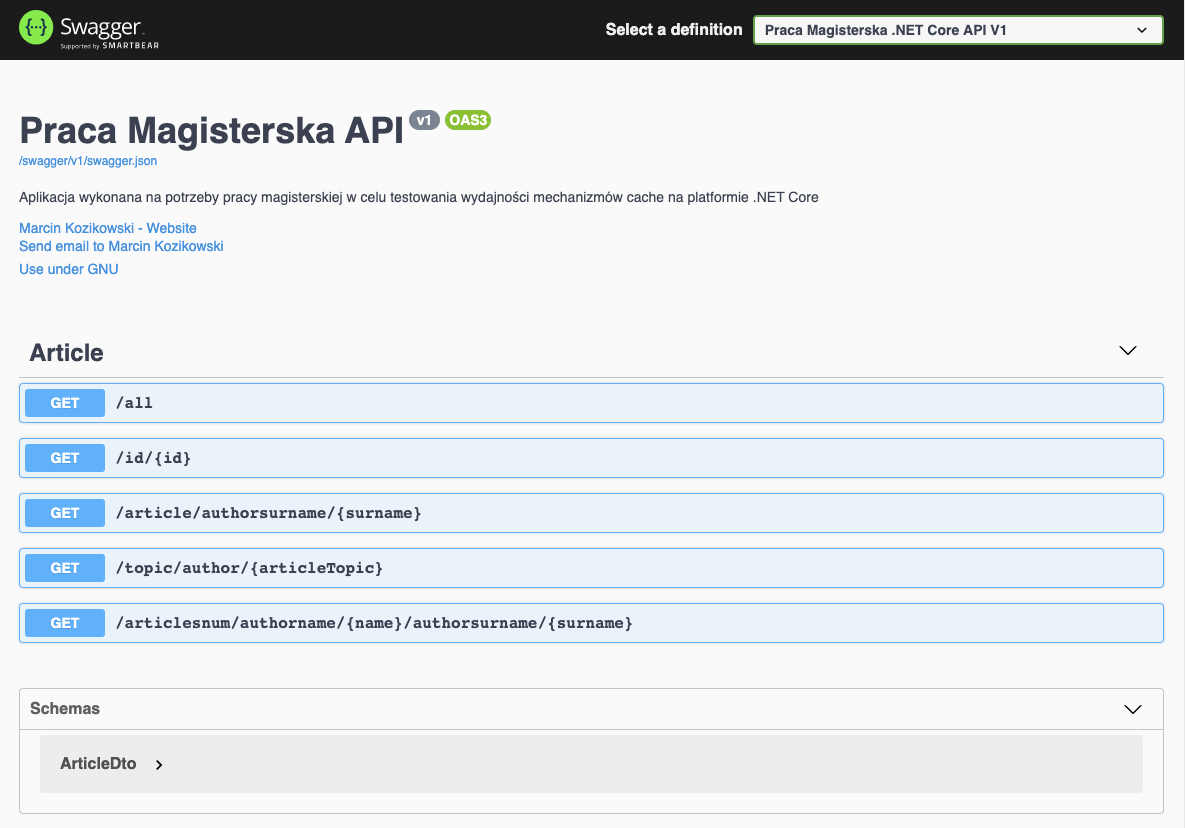 Swagger
Supported by SMARTBEAR
Select a definition
Praca Magisterska .NET Core API V1
Praca Magisterska API v1 OAS3
/swagger/v1/swagger.json
Aplikacja wykonana na potrzeby pracy magisterskiej w celu testowania wydajności mechanizmów cache na platformie .NET Core
Marcin Kozikowski - Website
Send email to Marcin Kozikowski
Use under GNU
Article
GET /all
GET /id/{id}
GET /article/authorsurname/{surname}
GET /topic/author/{articleTopic}
GET /articlesnum/authorname/{name}/authorsurname/{surname}
Schemas
ArticleDto